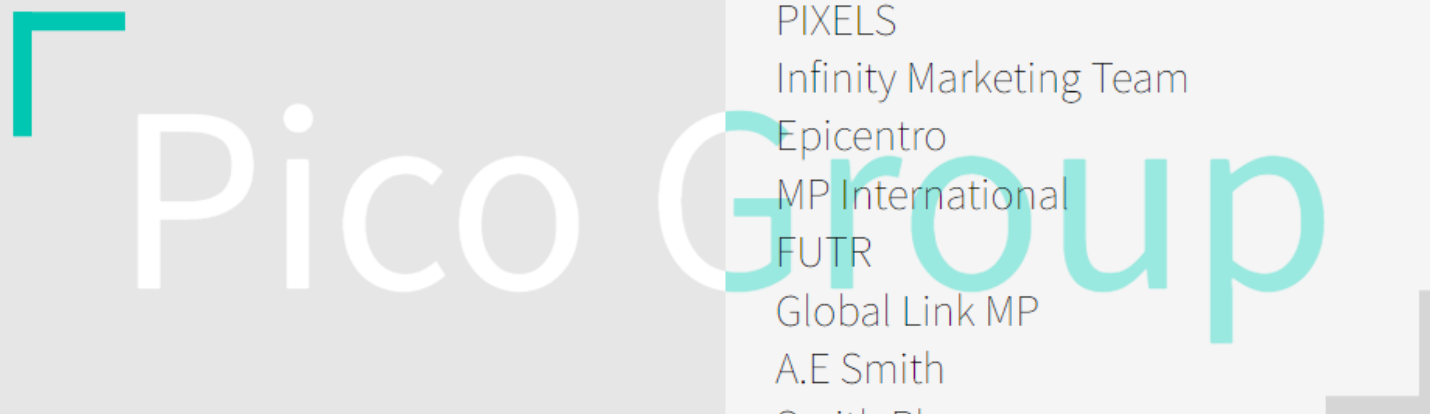 PIXELS
Infinity Marketing Team
Epicentro
Pico Group
MP International
FUTR
Global Link MP
A.E Smith